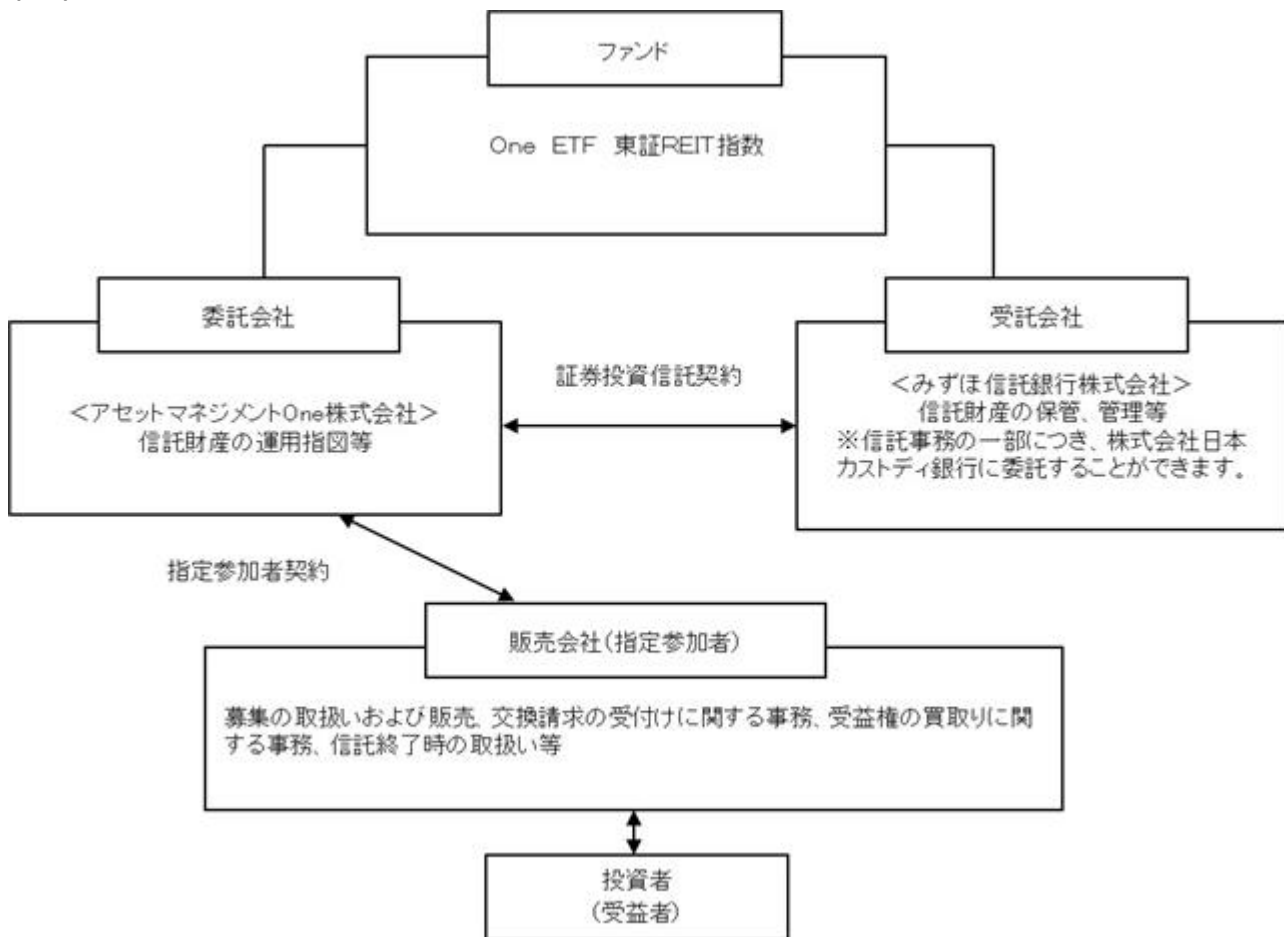 ファンド
One ETF 東証REIT指数
委託会社
<アセットマネジメントOne株式会社>
信託財産の運用指図等
証券投資信託契約
受託会社
<みずほ信託銀行株式会社>
信託財産の保管、管理等
※信託事務の一部につき、株式会社日本
カストディ銀行に委託することができます。
指定参加者契約
販売会社(指定参加者)
募集の取扱いおよび販売、交換請求の受付けに関する事務、受益権の買取りに関
する事務、信託終了時の取扱い等
投資者
(受益者)